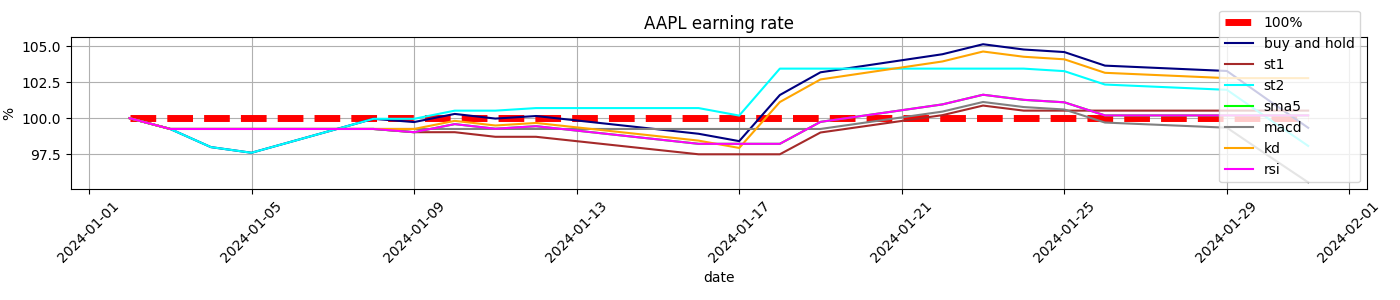 AAPL earning rate
100%
buy and hold
st1
st2
sma5
macd
kd
rsi
%
105.0
102.5
100.0
97.5
2024-01-01
2024-01-05
2024-01-09
2024-01-13
2024-01-17
2024-01-21
2024-01-25
2024-01-29
2024-02-01
date